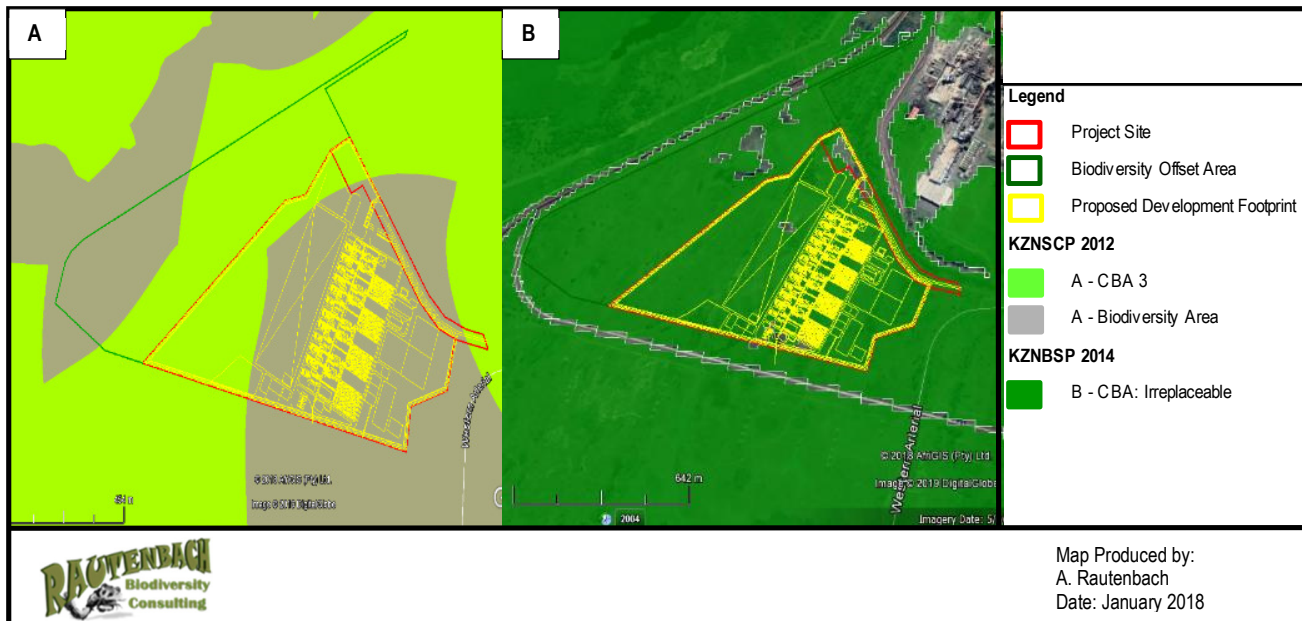 A
B
Western Arterial
642 m
© 2018 AfriGIS (Pty) Ltd.
Image © 2019 DigitalGlobe
2004
Imagery Date: 5/
Western Arterial
Legend
Project Site
Biodiversity Offset Area
Proposed Development Footprint
KZNSCP 2012
A - CBA 3
A - Biodiversity Area
KZNBSP 2014
B - CBA: Irreplaceable
RAUTENBACH
Biodiversity
Consulting
Map Produced by:
A. Rautenbach
Date: January 2018